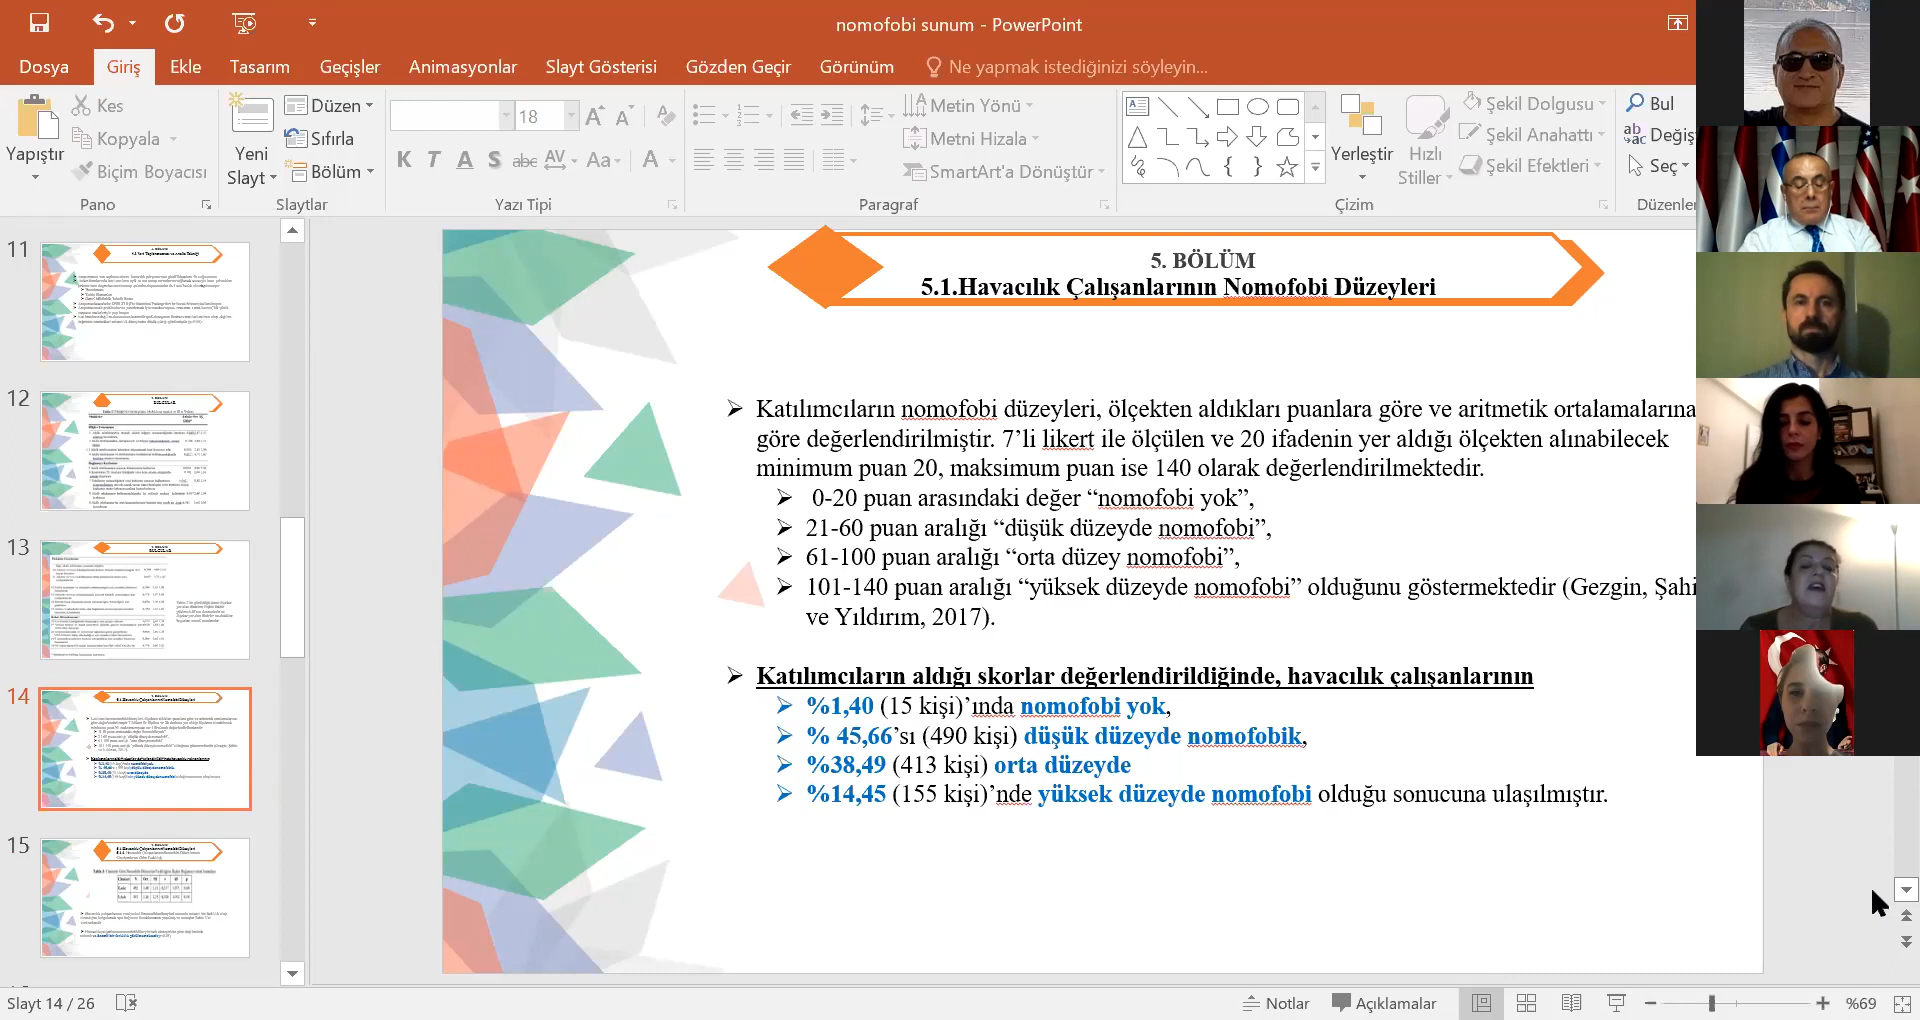 nomofobi sunum - PowerPoint
Dosya Giriş Ekle Tasarım Geçişler Animasyonlar Slayt Gösterisi Gözden Geçir Görünüm Ne yapmak istediğinizi söyleyin...
Yapıştır
Kes
Kopyala
Biçim Boyacısı
Pano
Yeni Slayt
Düzen
Sıfırla
Bölüm
Slaytlar
18
K T A S abc AV Aa A
Yazı Tipi
Metin Yönü
Metni Hizala
SmartArt'a Dönüştür
Paragraf
Yerleştir
Hızlı Stiller
Şekil Dolgusu
Şekil Anahattı
Şekil Efektleri
Çizim
Bul
Değiş
Seç
Düzenle
11
12
13
14
15
5. BÖLÜM
5.1.Havacılık Çalışanlarının Nomofobi Düzeyleri
➢ Katılımcıların nomofobi düzeyleri, ölçekten aldıkları puanlara göre ve aritmetik ortalamalarına
göre değerlendirilmiştir. 7’li likert ile ölçülen ve 20 ifadenin yer aldığı ölçekten alınabilecek
minimum puan 20, maksimum puan ise 140 olarak değerlendirilmektedir.
➢ 0-20 puan arasındaki değer “nomofobi yok”,
➢ 21-60 puan aralığı “düşük düzeyde nomofobi”,
➢ 61-100 puan aralığı “orta düzey nomofobi”,
➢ 101-140 puan aralığı “yüksek düzeyde nomofobi” olduğunu göstermektedir (Gezgin, Şahi
ve Yıldırım, 2017).
➢ Katılımcıların aldığı skorlar değerlendirildiğinde, havacılık çalışanlarının
➢ %1,40 (15 kişi)’ında nomofobi yok,
➢ % 45,66’sı (490 kişi) düşük düzeyde nomofobik,
➢ %38,49 (413 kişi) orta düzeyde
➢ %14,45 (155 kişi)’nde yüksek düzeyde nomofobi olduğu sonucuna ulaşılmıştır.
Slayt 14 / 26
Notlar
Açıklamalar
%69